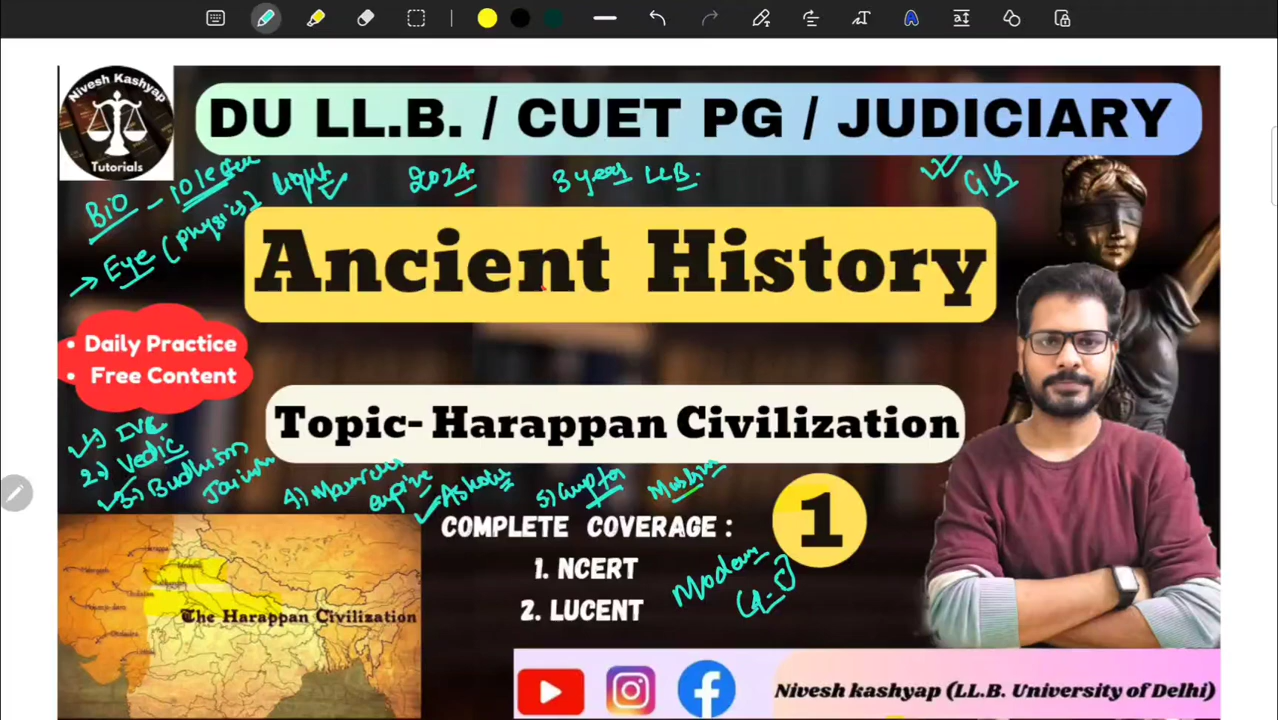 Nivesh Kashyap
Tutorials
DU LL.B. / CUET PG / JUDICIARY
Bio - 10
light
2024
3 year LLB.
GK
→ Eye (Physics)
Ancient History
• Daily Practice
• Free Content
Topic- Harappan Civilization
1.) IVC
2.) Vedic
3.) Budhism
Jainism
4.) Mauryan
empire
Ashoka
5) Gupta
Muslim
COMPLETE COVERAGE :
1
1. NCERT
2. LUCENT
Modern
The Harappan Civilization
Nivesh kashyap (LL.B. University of Delhi)